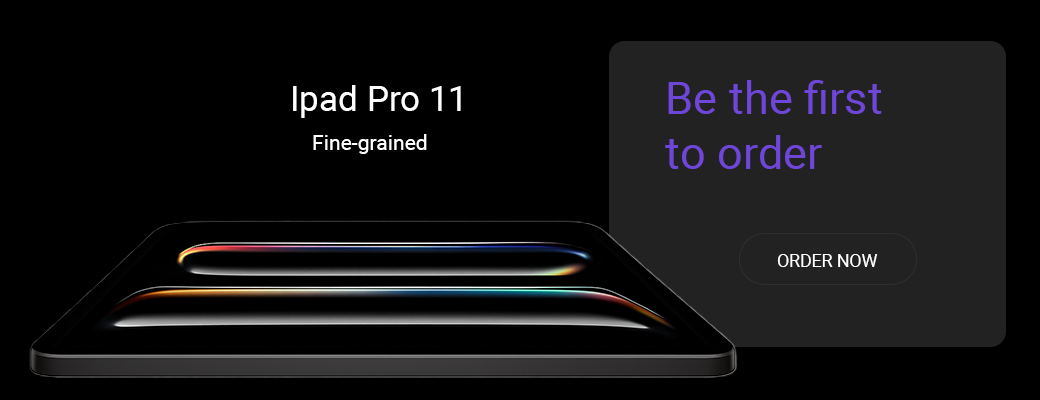 Ipad Pro 11
Fine-grained
Be the first
to order
ORDER NOW